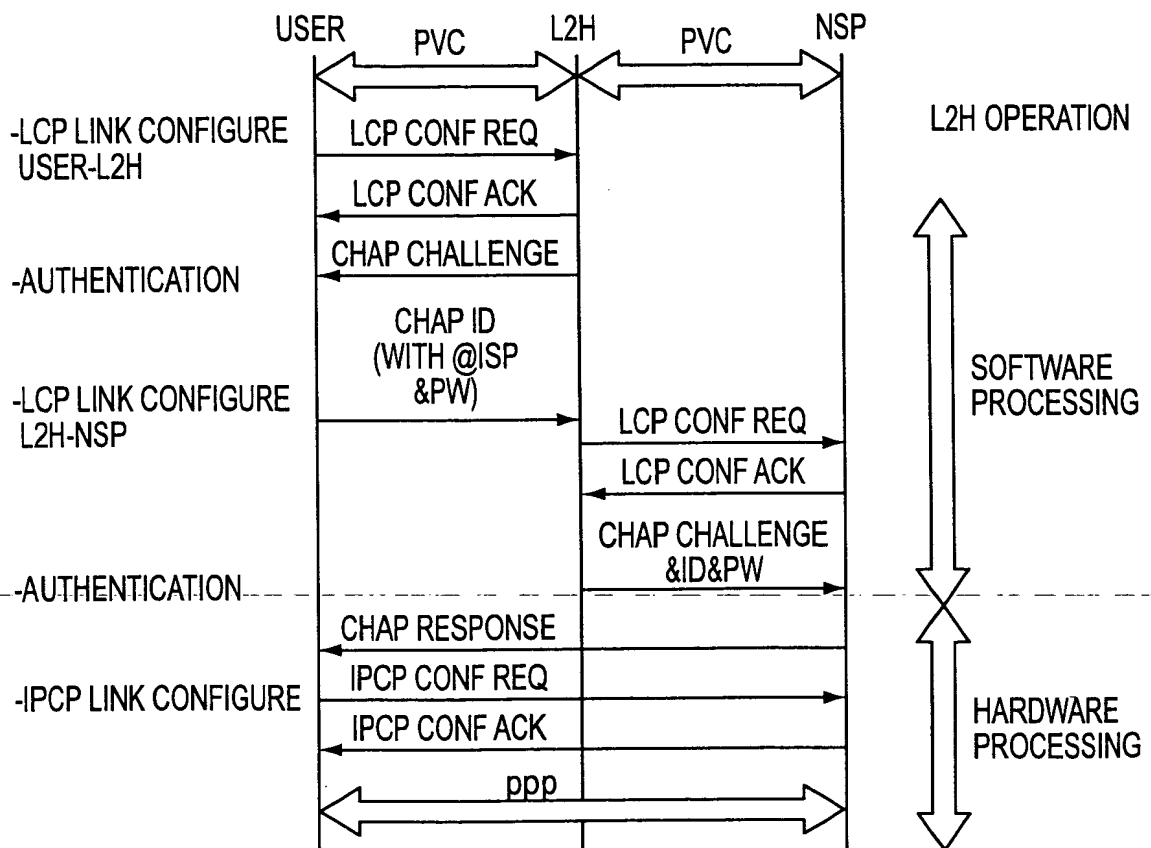 USER
L2H
NSP
PVC
PVC
L2H OPERATION
-LCP LINK CONFIGURE
USER-L2H
LCP CONF REQ
LCP CONF ACK
CHAP CHALLENGE
-AUTHENTICATION
CHAP ID
(WITH @ISP
&PW)
-LCP LINK CONFIGURE
L2H-NSP
LCP CONF REQ
LCP CONF ACK
SOFTWARE
PROCESSING
CHAP CHALLENGE
&ID&PW
-AUTHENTICATION
CHAP RESPONSE
-IPCP LINK CONFIGURE
IPCP CONF REQ
IPCP CONF ACK
HARDWARE
PROCESSING
ppp